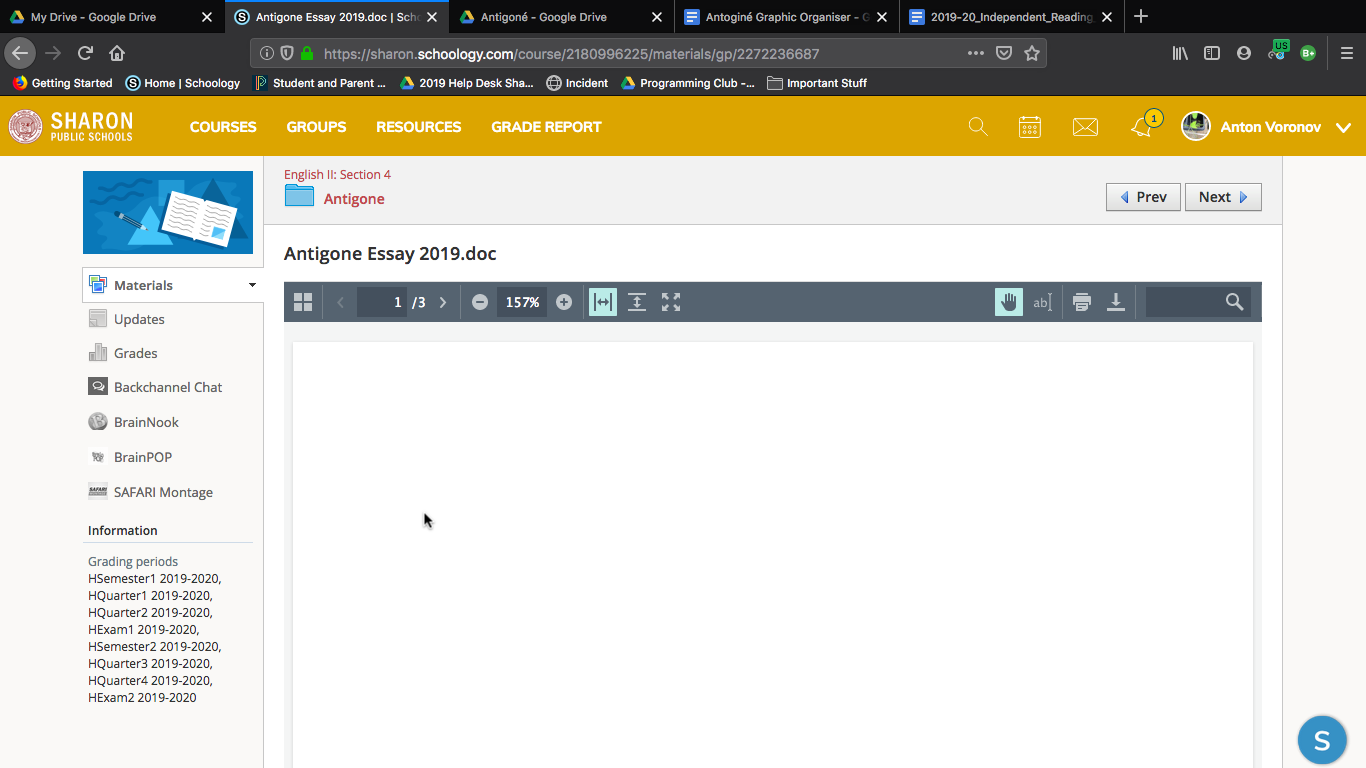 My Drive - Google Drive
Antigone Essay 2019.doc | Scho
Antigoné - Google Drive
Antoginé Graphic Organiser - G
2019-20_Independent_Reading
https://sharon.schoology.com/course/2180996225/materials/gp/2272236687
US
B+
Getting Started
Home | Schoology
Student and Parent ...
2019 Help Desk Sha...
Incident
Programming Club -...
Important Stuff
SHARON
PUBLIC SCHOOLS
COURSES
GROUPS
RESOURCES
GRADE REPORT
1
Anton Voronov
English II: Section 4
Antigone
Prev
Next
Antigone Essay 2019.doc
1 /3
157%
ab
Materials
Updates
Grades
Backchannel Chat
BrainNook
BrainPOP
SAFARI Montage
Information
Grading periods
HSemester1 2019-2020,
HQuarter1 2019-2020,
HQuarter2 2019-2020,
HExam1 2019-2020,
HSemester2 2019-2020,
HQuarter3 2019-2020,
HQuarter4 2019-2020,
HExam2 2019-2020
S